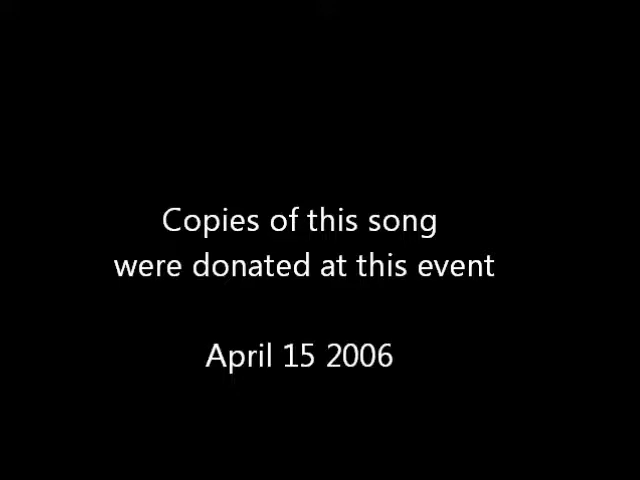 Copies of this song
were donated at this event
April 15 2006